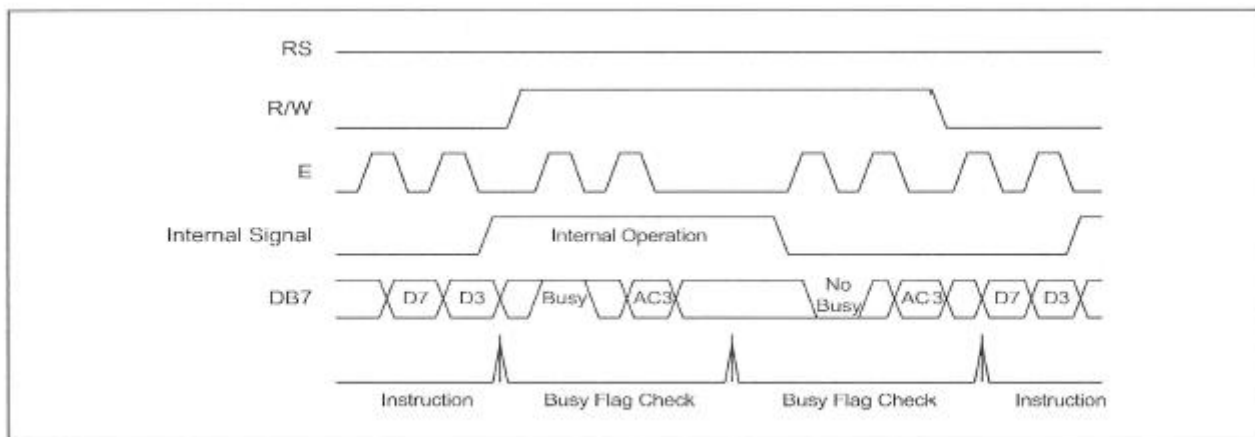 RS
R/W
E
Internal Signal
Internal Operation
DB7
D7
D3
Busy
AC3
No
Busy
AC3
D7
D3
Instruction
Busy Flag Check
Busy Flag Check
Instruction